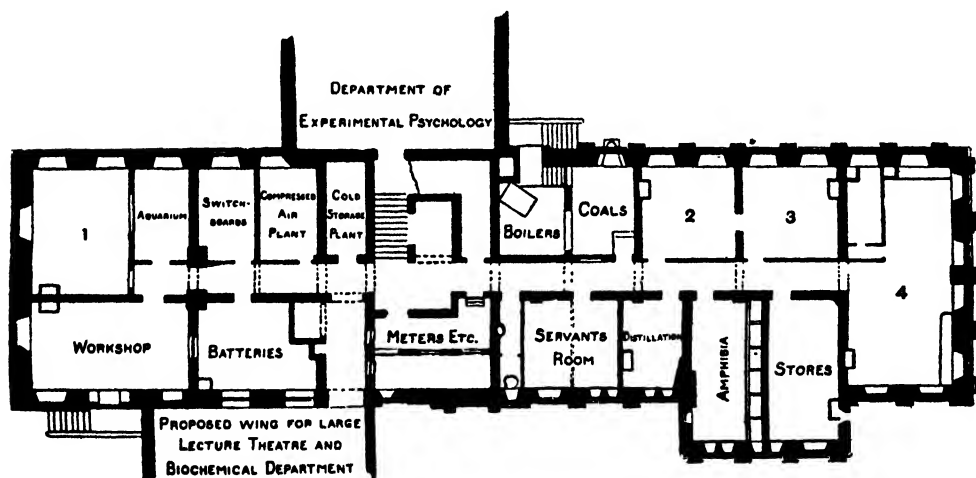 DEPARTMENT OF
EXPERIMENTAL PSYCHOLOGY
1
AQUARIUM
SWITCH-
BOARDS
COMPRESSED
AIR
PLANT
COLD
STORAGE
PLANT
BOILERS
COALS
2
3
4
WORKSHOP
BATTERIES
METERS ETC.
SERVANTS
ROOM
DISTILLATION
AMPHIBIA
STORES
PROPOSED WING FOR LARGE
LECTURE THEATRE AND
BIOCHEMICAL DEPARTMENT